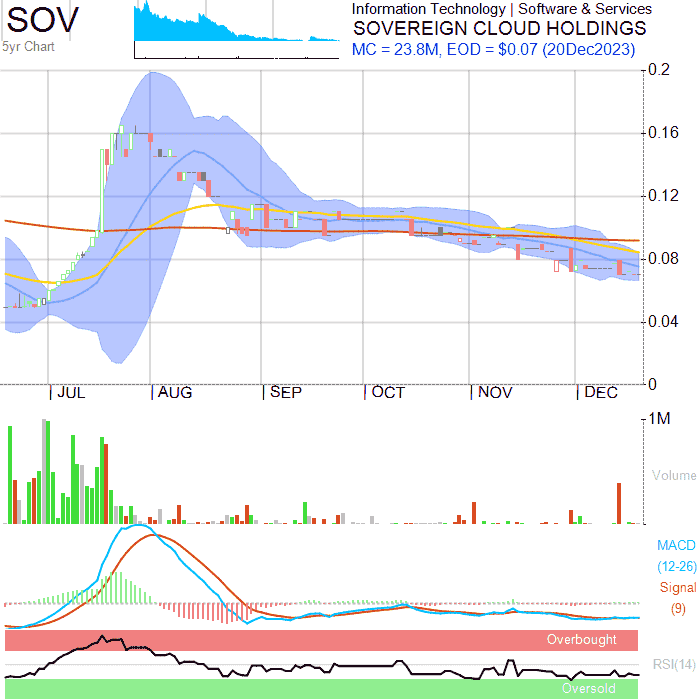 SOV
5yr Chart
Information Technology | Software & Services
SOVEREIGN CLOUD HOLDINGS
MC = 23.8M, EOD = $0.07 (20Dec2023)
0.2
0.16
0.12
0.08
0.04
0
JUL
AUG
SEP
OCT
NOV
DEC
1M
Volume
MACD
(12-26)
Signal
(9)
Overbought
RSI(14)
Oversold